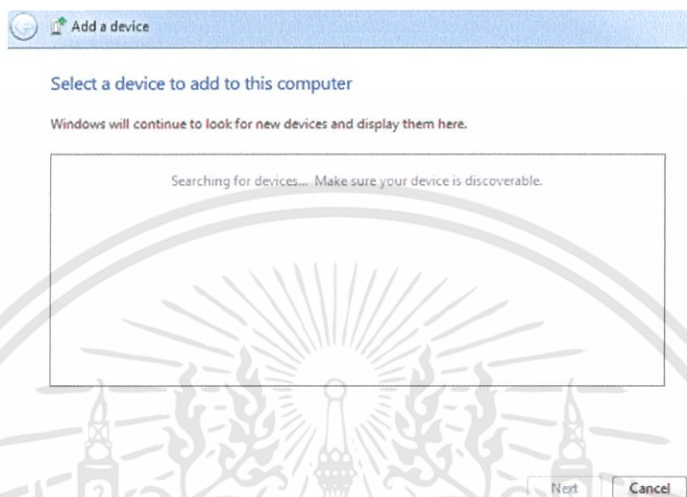 Add a device
Select a device to add to this computer
Windows will continue to look for new devices and display them here.
Searching for devices... Make sure your device is discoverable.
Next
Cancel